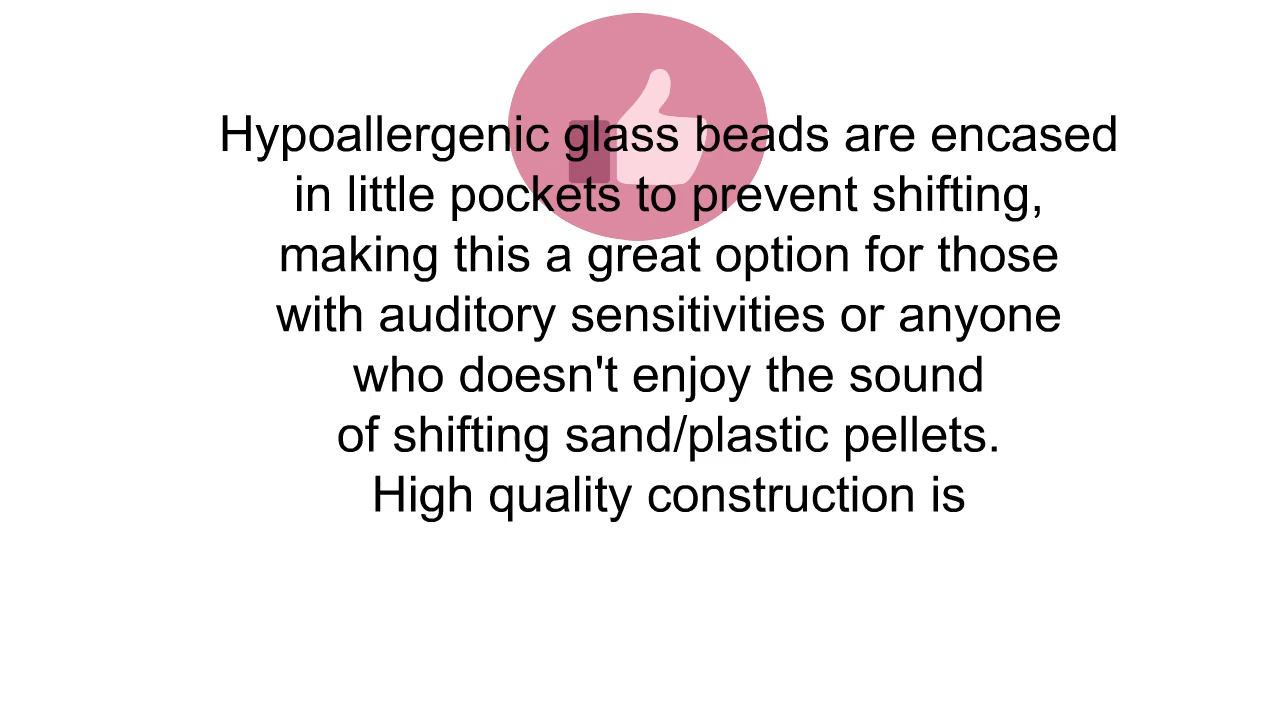 Hypoallergenic glass beads are encased
in little pockets to prevent shifting,
making this a great option for those
with auditory sensitivities or anyone
who doesn't enjoy the sound
of shifting sand/plastic pellets.
High quality construction is